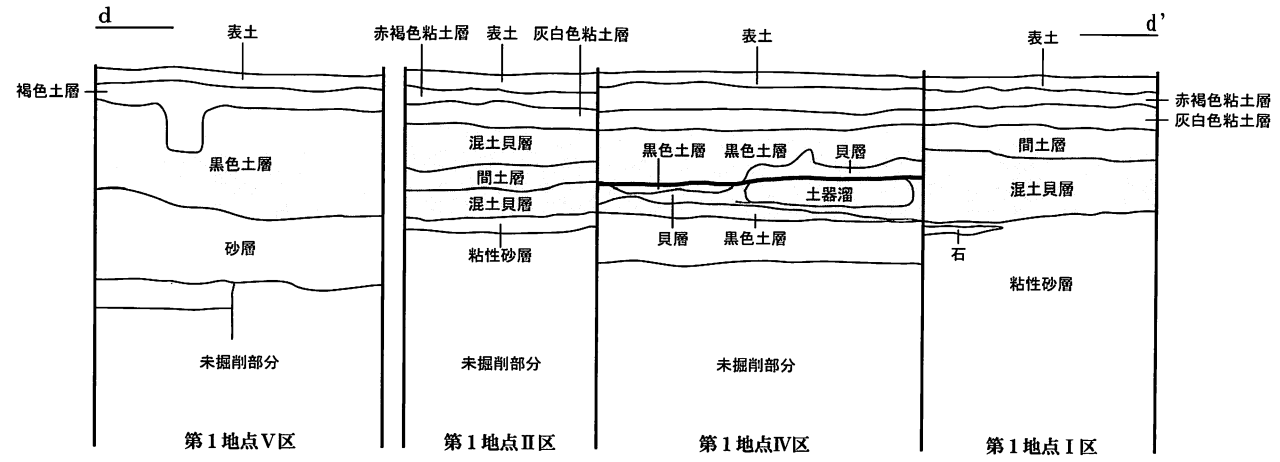 d
d'
表土
赤褐色粘土層
表土
灰白色粘土層
表土
表土
褐色土層
赤褐色粘土層
灰白色粘土層
黒色土層
混土貝層
黒色土層
黒色土層
貝層
間土層
間土層
混土貝層
土器溜
混土貝層
砂層
粘性砂層
貝層
黒色土層
石
粘性砂層
未掘削部分
未掘削部分
未掘削部分
第1地点Ⅴ区
第1地点Ⅱ区
第1地点Ⅳ区
第1地点Ⅰ区